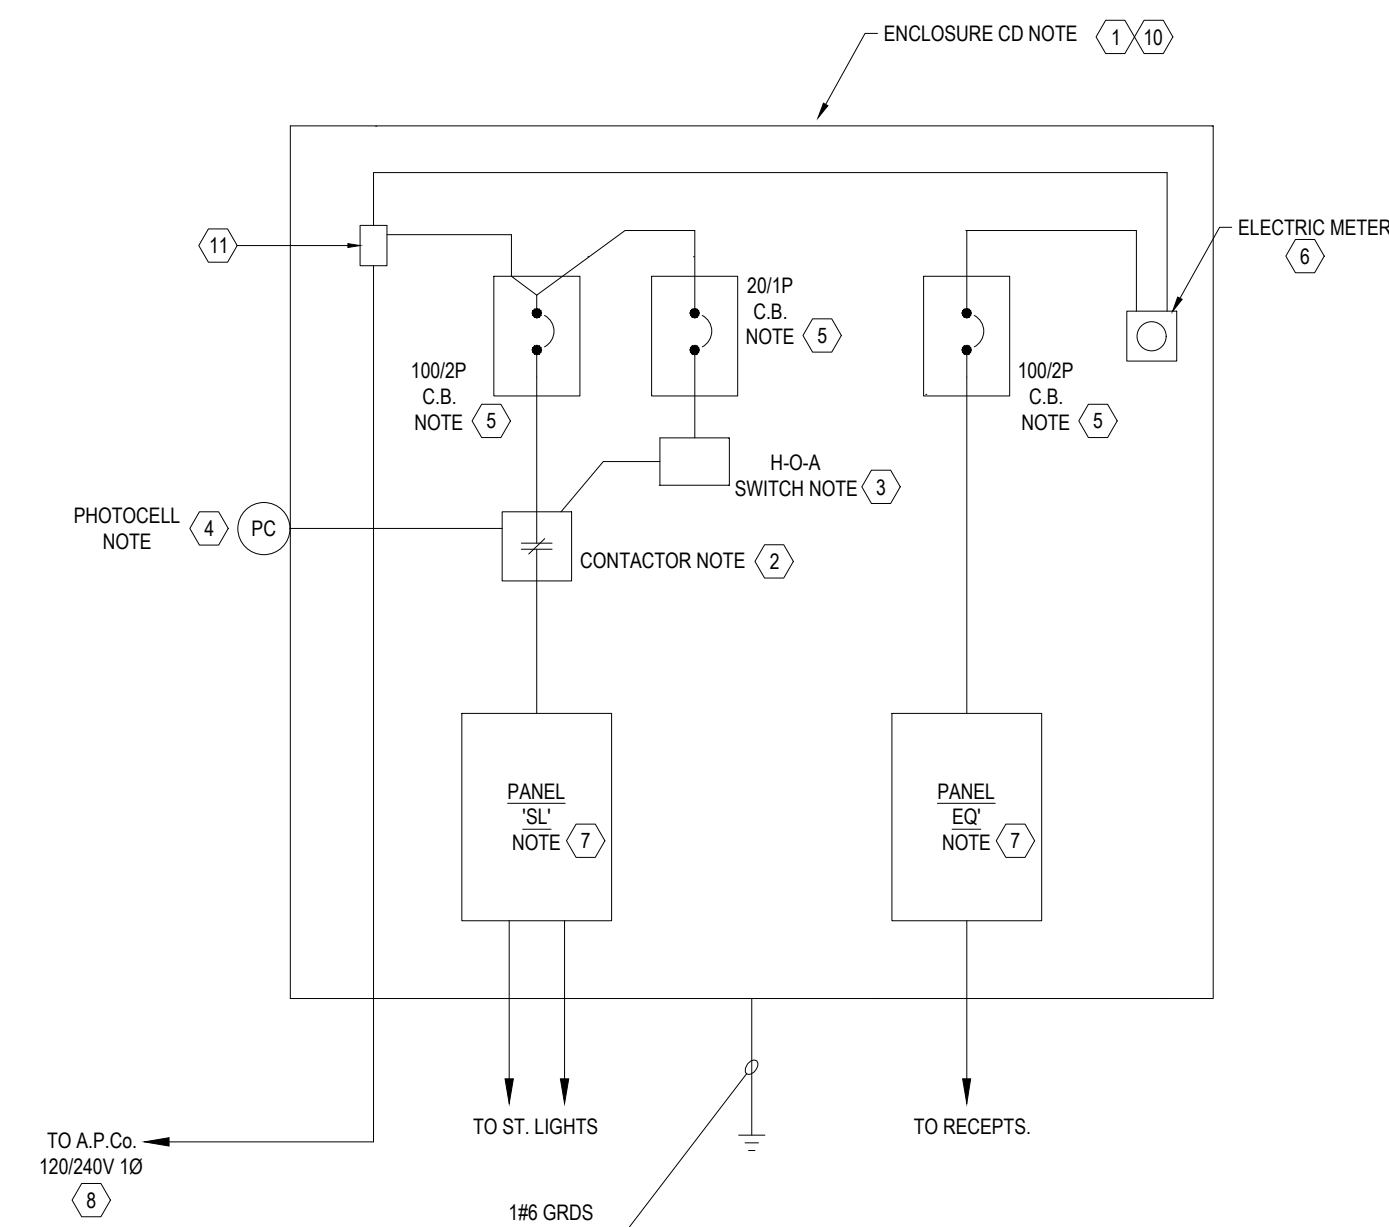 ENCLOSURE CD NOTE 1 10
11
ELECTRIC METER
6
20/1P
C.B.
NOTE 5
100/2P
C.B.
NOTE 5
100/2P
C.B.
NOTE 5
H-O-A
SWITCH NOTE 3
PHOTOCELL
NOTE 4
PC
CONTACTOR NOTE 2
PANEL
'SL'
NOTE 7
PANEL
EQ'
NOTE 7
TO ST. LIGHTS
TO RECEPTS.
TO A.P.Co.
120/240V 1Ø
8
1#6 GRDS